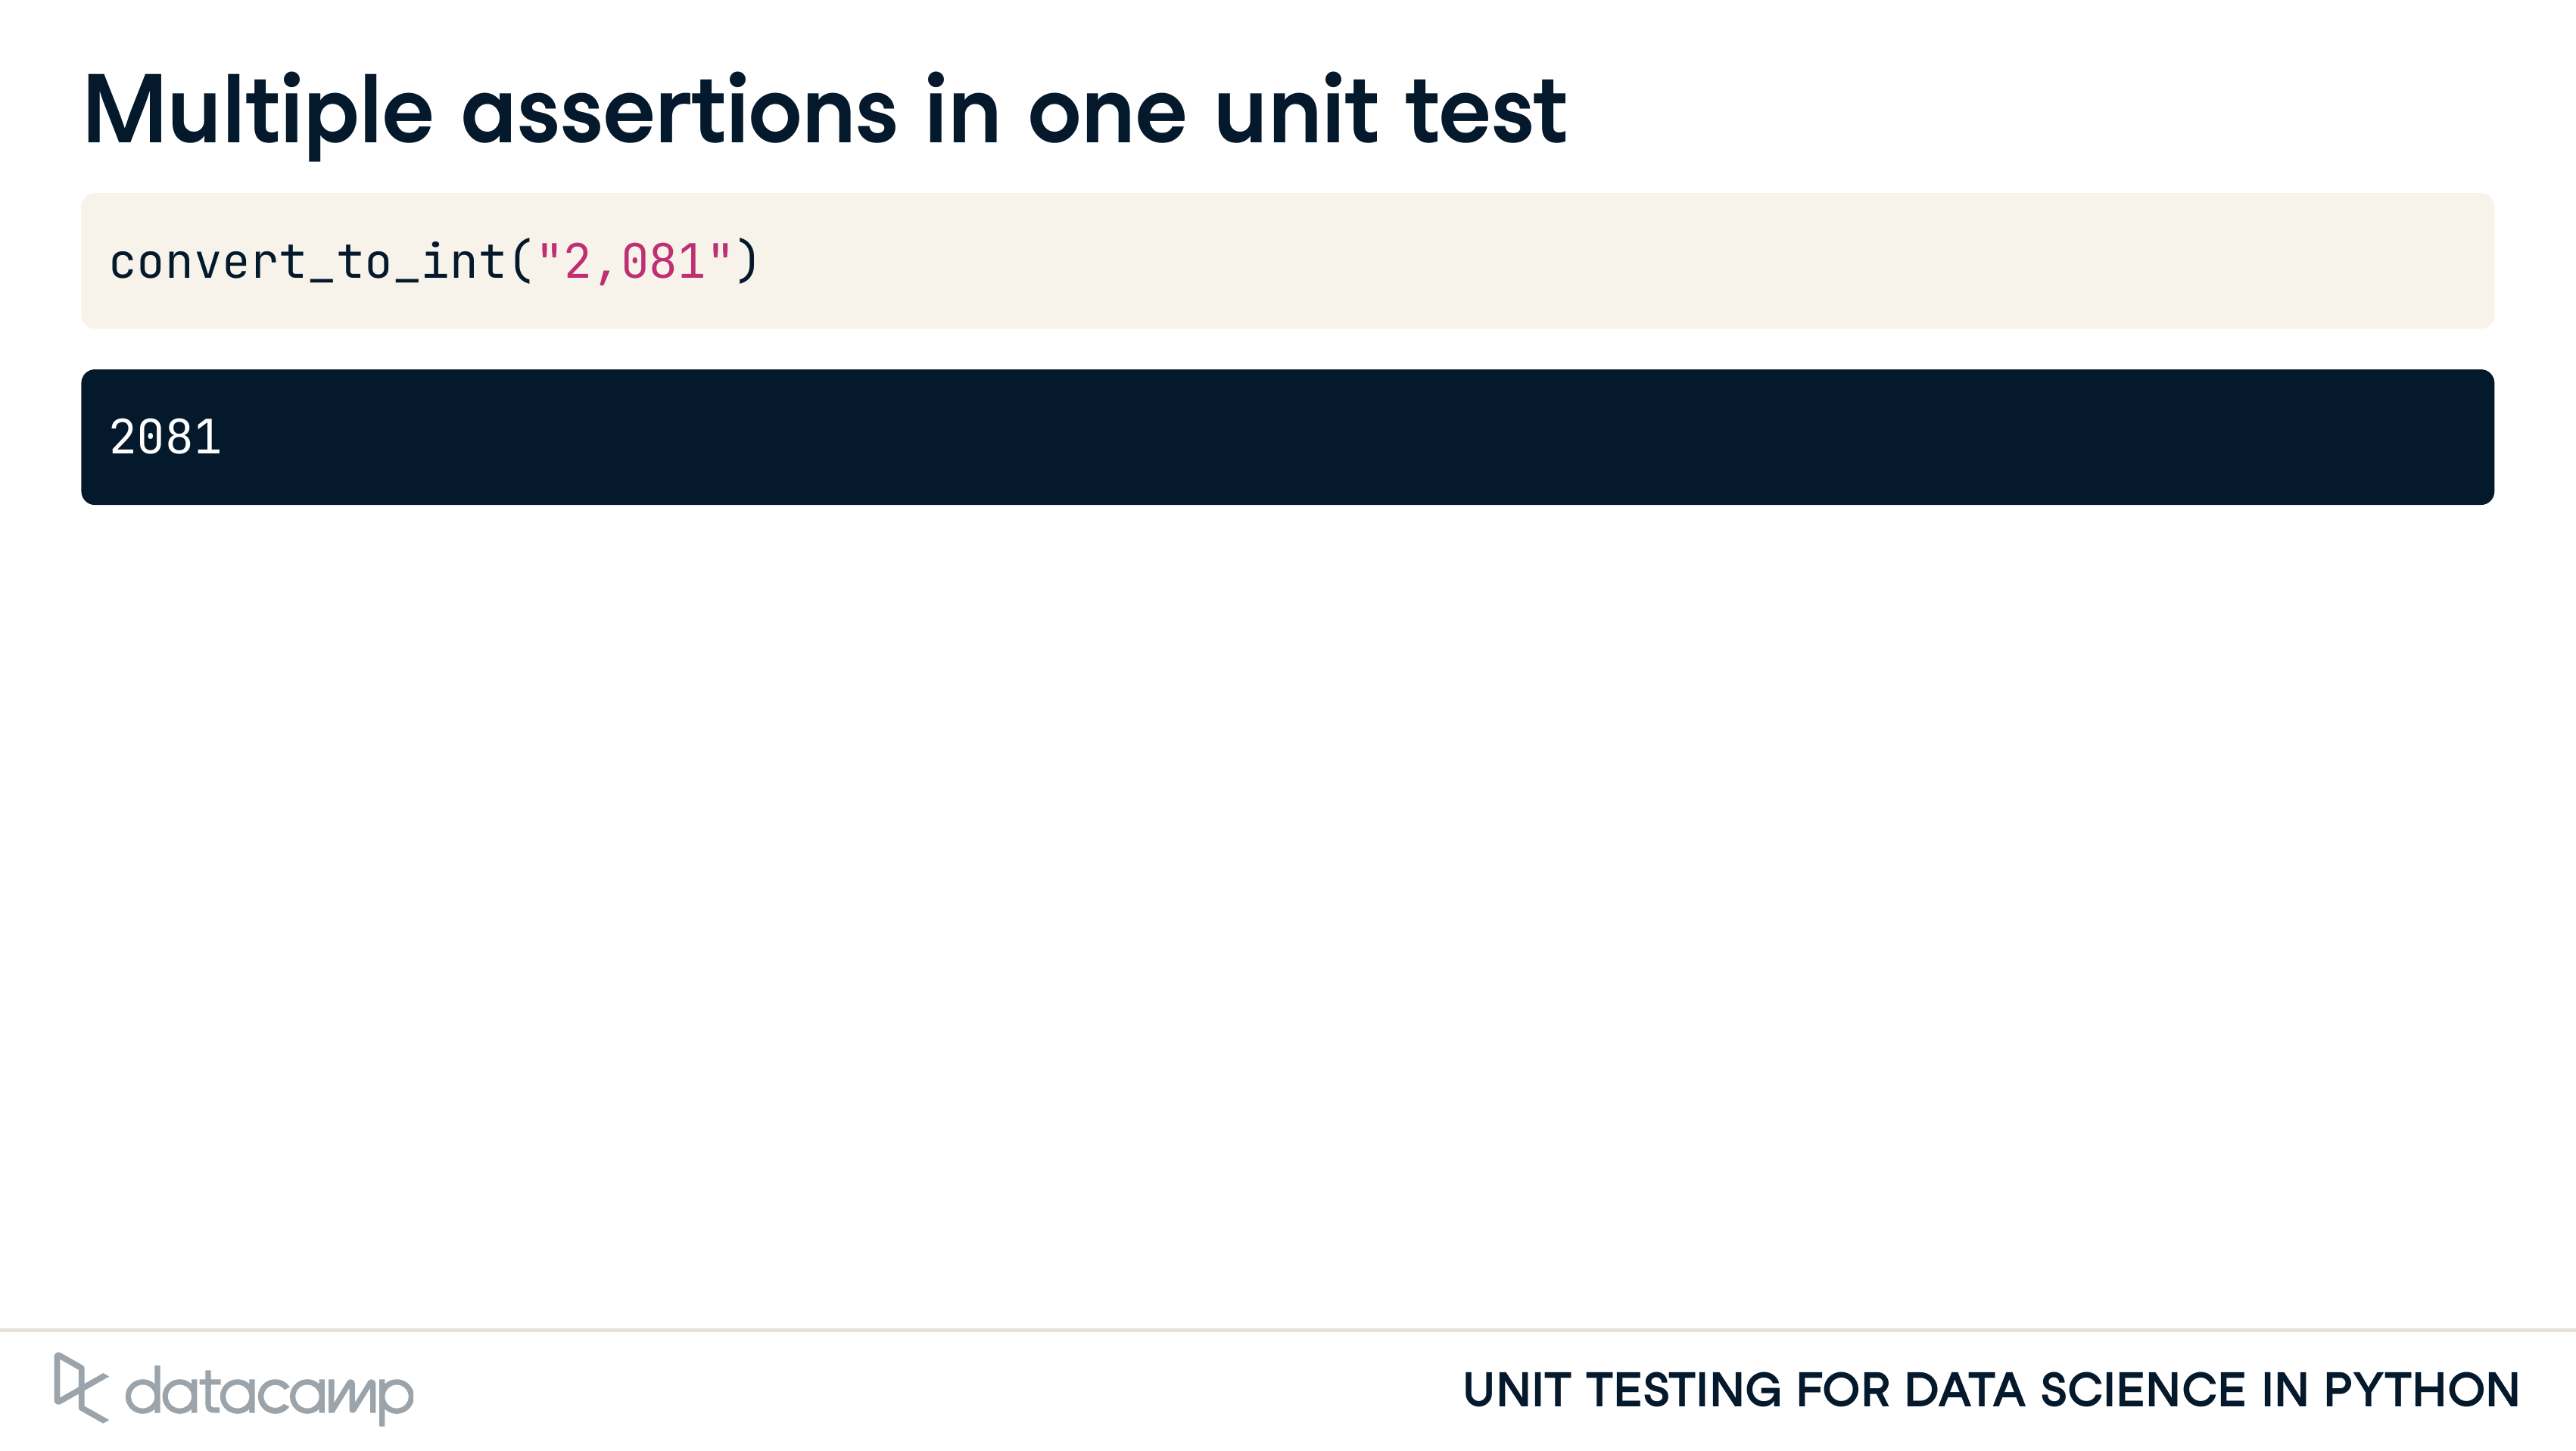 Multiple assertions in one unit test
convert_to_int("2,081")
2081
datacamp
UNIT TESTING FOR DATA SCIENCE IN PYTHON